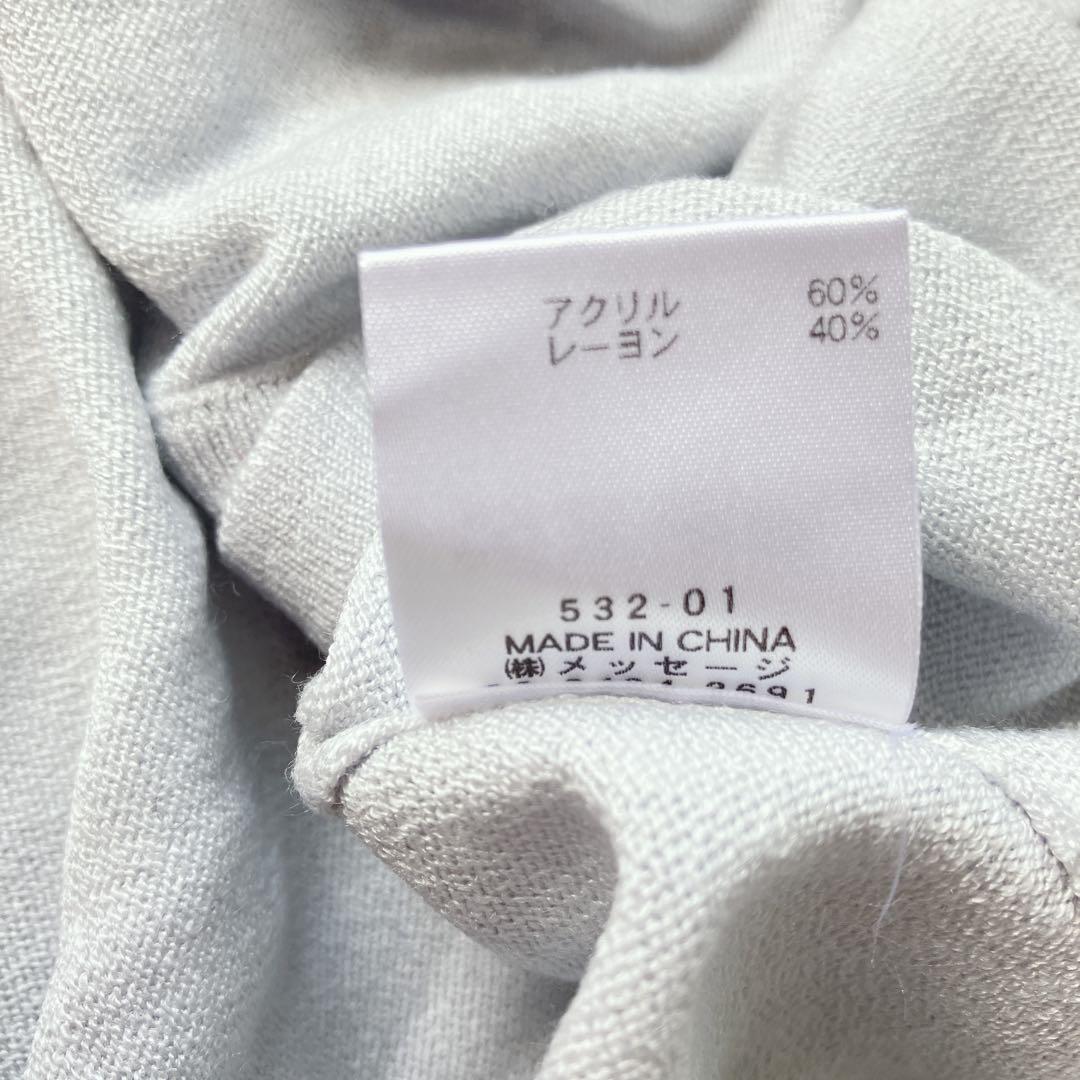 アクリル 60%
レーヨン 40%
532-01
MADE IN CHINA
㈱メッセージ
2691